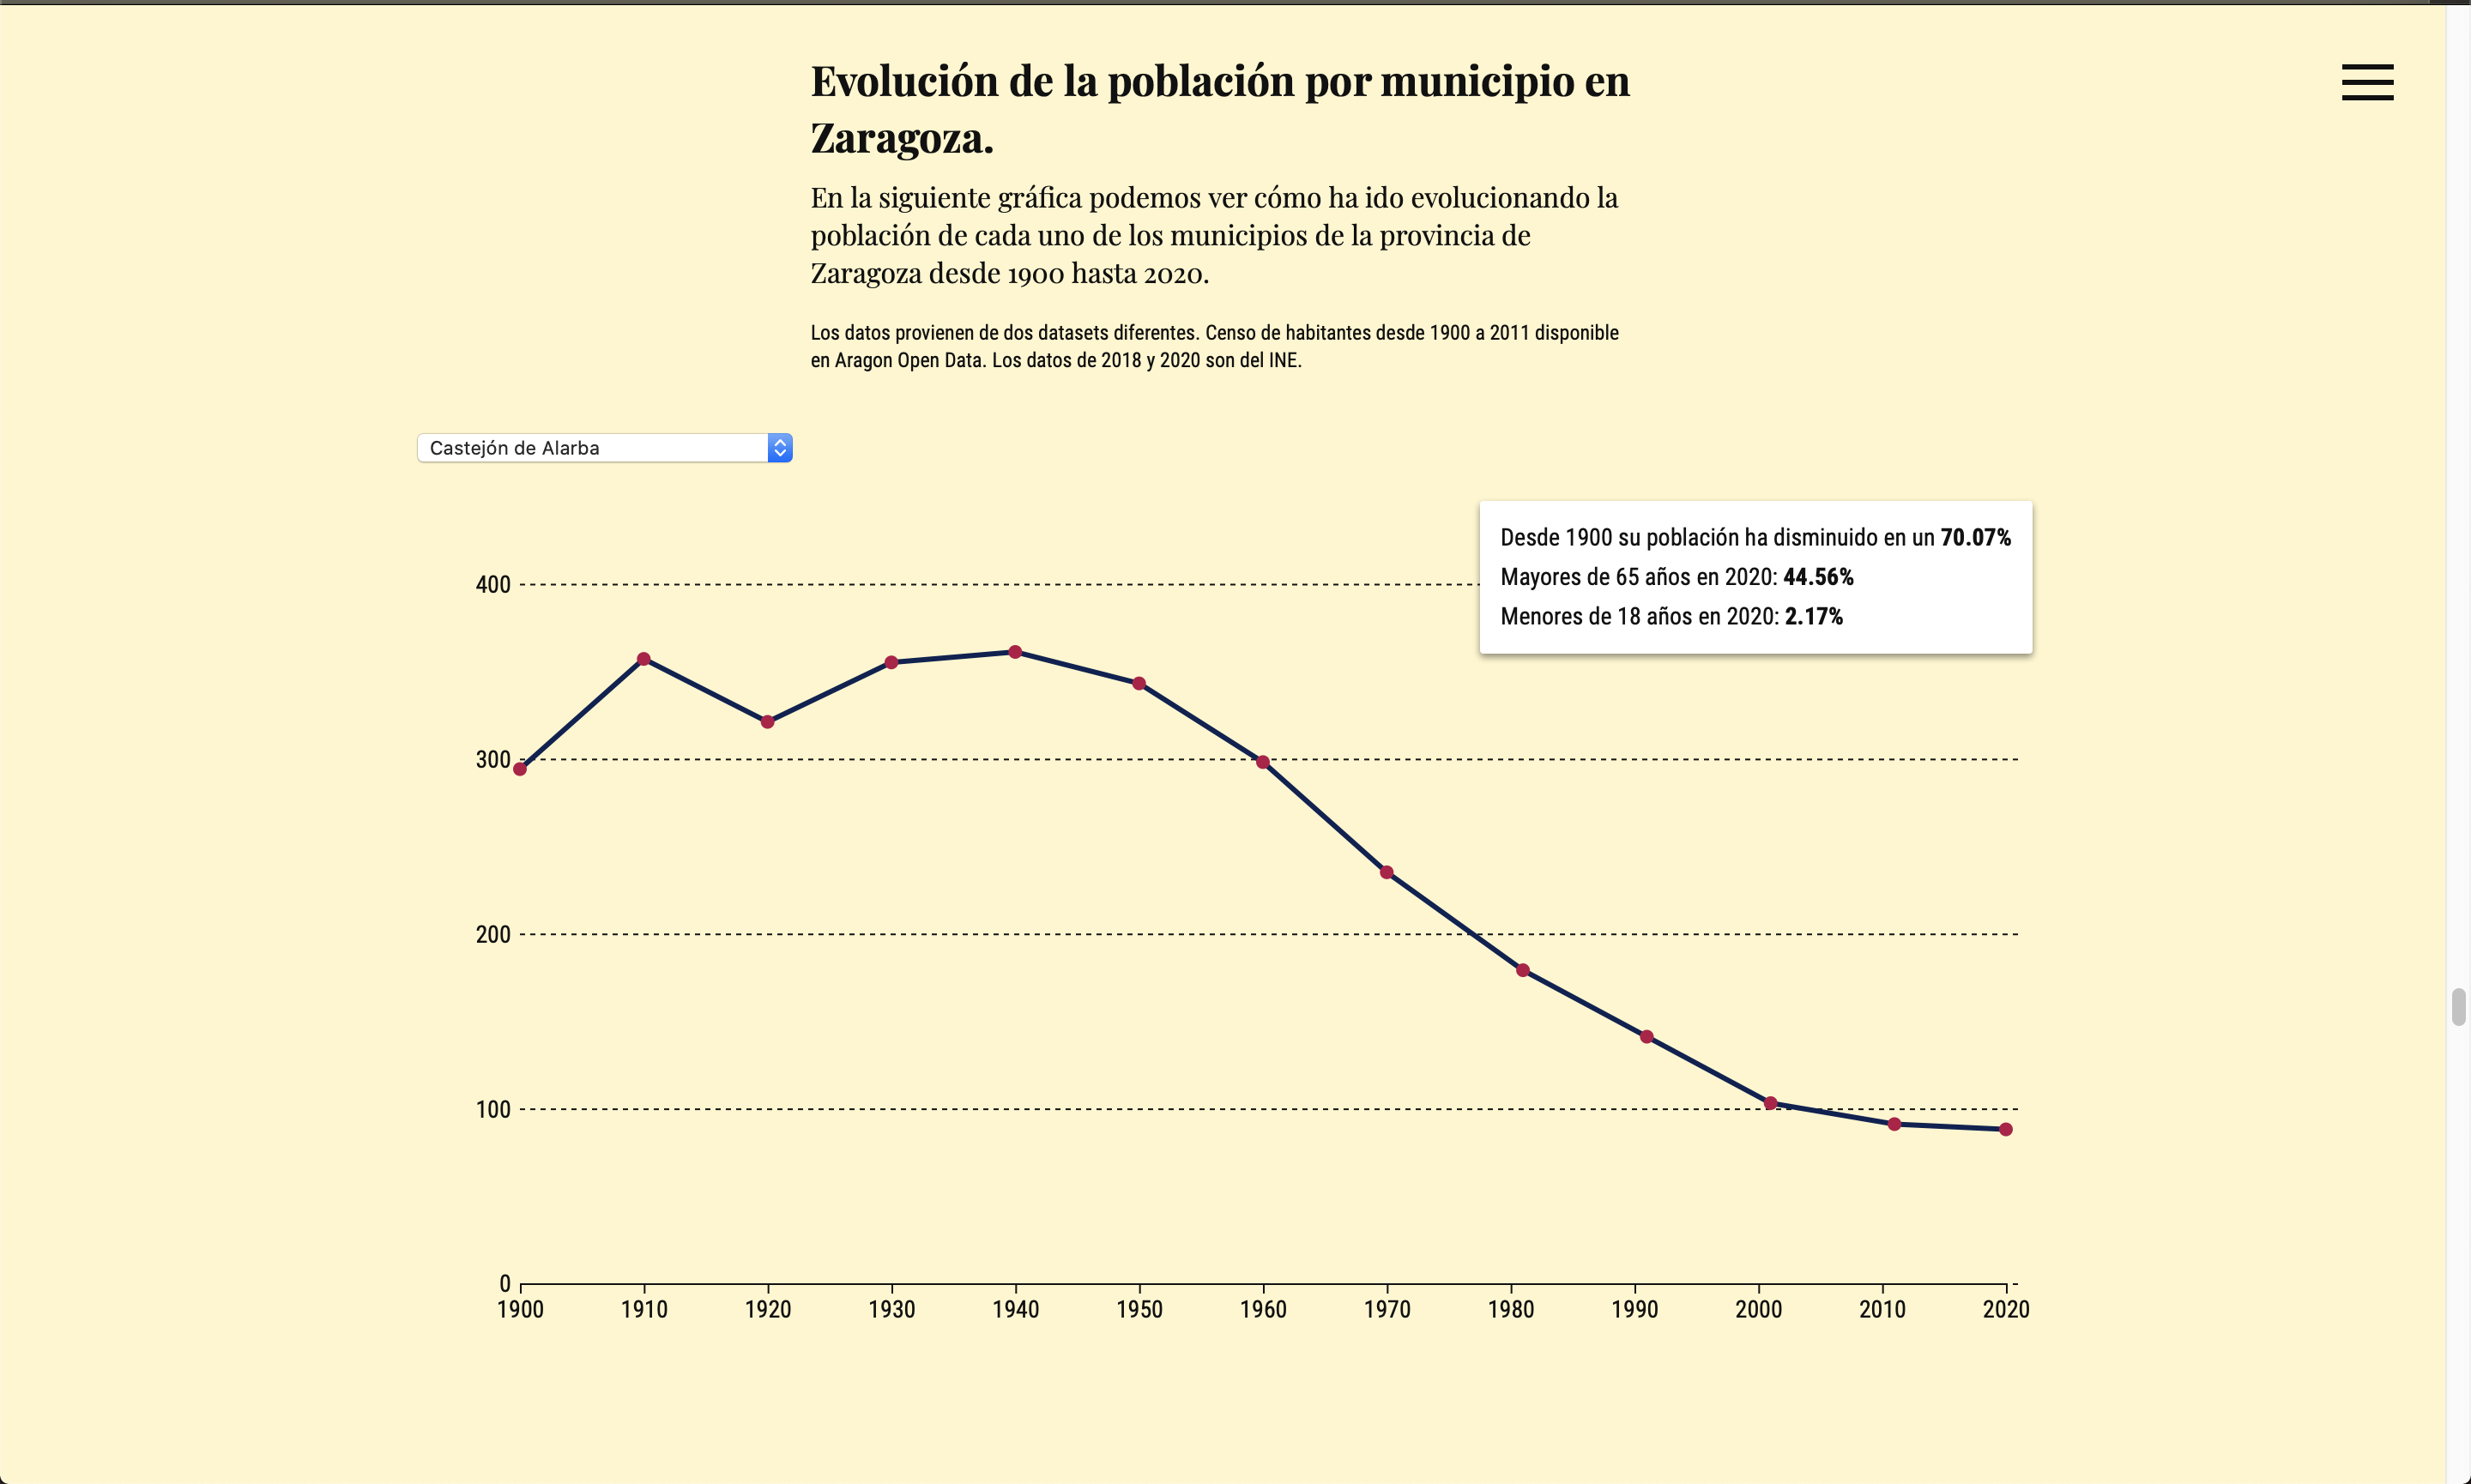 Evolución de la población por municipio en
Zaragoza.
En la siguiente gráfica podemos ver cómo ha ido evolucionando la
población de cada uno de los municipios de la provincia de
Zaragoza desde 1900 hasta 2020.
Los datos provienen de dos datasets diferentes. Censo de habitantes desde 1900 a 2011 disponible
en Aragon Open Data. Los datos de 2018 y 2020 son del INE.
Castejón de Alarba
Desde 1900 su población ha disminuido en un 70.07%
Mayores de 65 años en 2020: 44.56%
Menores de 18 años en 2020: 2.17%
400
300
200
100
0
1900 1910 1920 1930 1940 1950 1960 1970 1980 1990 2000 2010 2020